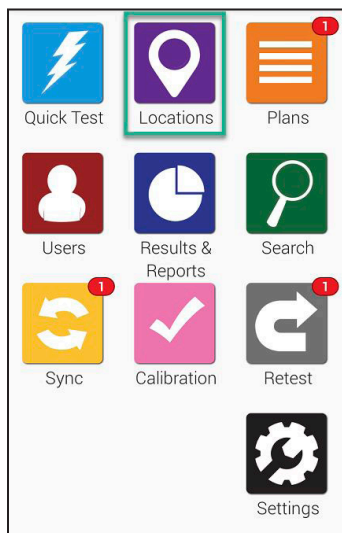 1
Quick Test Locations Plans
Users Results & Search
Reports
1 1
Sync Calibration Retest
Settings